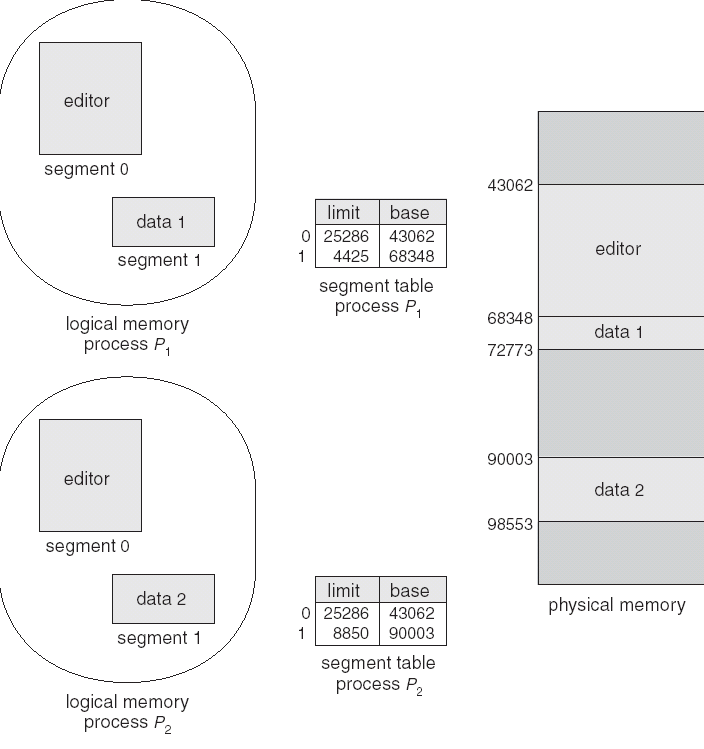 editor
segment 0
data 1
segment 1
logical memory
process P1
limit base
0 25286 43062
1 4425 68348
segment table
process P1
editor
segment 0
data 2
segment 1
logical memory
process P2
limit base
0 25286 43062
1 8850 90003
segment table
process P2
43062
editor
68348
data 1
72773
90003
data 2
98553
physical memory